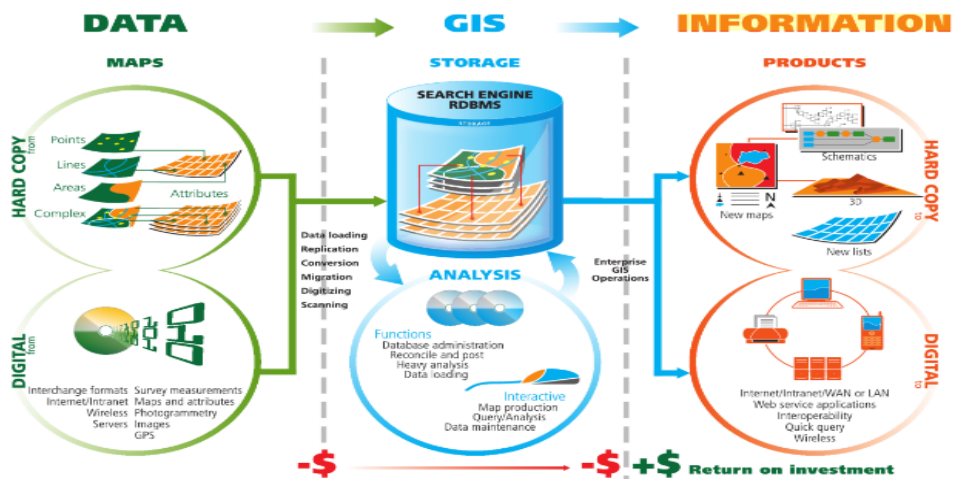 DATA
GIS
INFORMATION
MAPS
STORAGE
PRODUCTS
HARD COPY from
Points
Lines
Areas
Attributes
Complex
DIGITAL from
Interchange formats
Internet/Intranet
Wireless
Servers
Survey measurements
Maps and attributes
Photogrammetry
Images
GPS
Data loading
Replication
Conversion
Migration
Digitizing
Scanning
SEARCH ENGINE
RDBMS
STORAGE
ANALYSIS
Functions
Database administration
Reconcile and post
Heavy analysis
Data loading
Interactive
Map production
Query/Analysis
Data maintenance
Enterprise
GIS
Operations
Schematics
N
New maps
3D
New lists
HARD COPY to
DIGITAL to
Internet/Intranet/WAN or LAN
Web service applications
Interoperability
Quick query
Wireless
-$
-$
+$ Return on investment